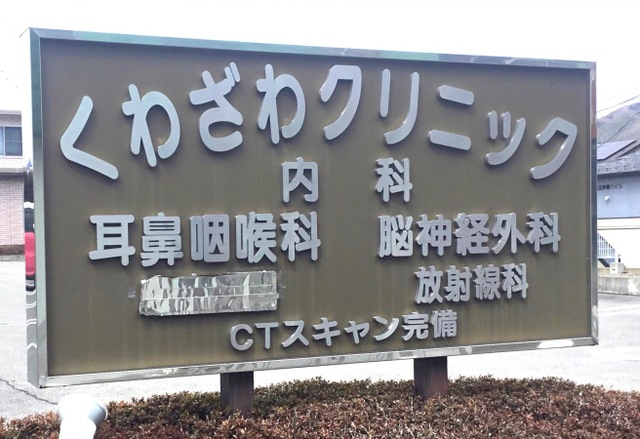 くわざわクリニック
内科
耳鼻咽喉科 脳神経外科
放射線科
CTスキャン完備